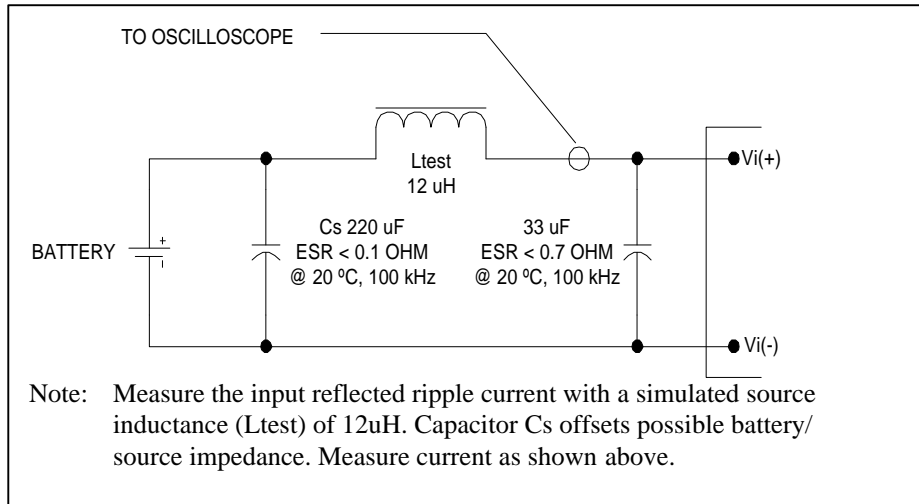 TO OSCILLOSCOPE
Ltest
12 uH
Vi(+)
BATTERY
+
Cs 220 uF
ESR < 0.1 OHM
@ 20 ºC, 100 kHz
33 uF
ESR < 0.7 OHM
@ 20 ºC, 100 kHz
Vi(-)
Note: Measure the input reflected ripple current with a simulated source
inductance (Ltest) of 12uH. Capacitor Cs offsets possible battery/
source impedance. Measure current as shown above.